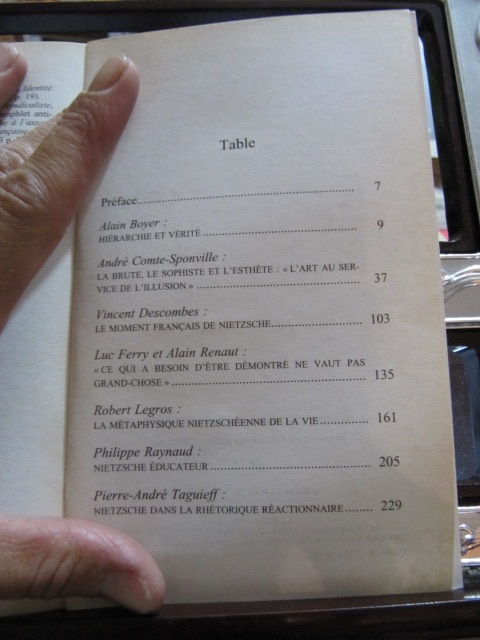 Identité.
p. 193.
Table
Préface 7
Alain Boyer :
HIÉRARCHIE ET VÉRITÉ 9
André Comte-Sponville :
LA BRUTE, LE SOPHISTE ET L'ESTHÈTE : « L'ART AU SER-
VICE DE L'ILLUSION » 37
Vincent Descombes :
LE MOMENT FRANÇAIS DE NIETZSCHE 103
Luc Ferry et Alain Renaut :
« CE QUI A BESOIN D'ÊTRE DÉMONTRÉ NE VAUT PAS
GRAND-CHOSE » 135
Robert Legros :
LA MÉTAPHYSIQUE NIETZSCHÉENNE DE LA VIE 161
Philippe Raynaud :
NIETZSCHE ÉDUCATEUR 205
Pierre-André Taguieff :
NIETZSCHE DANS LA RHÉTORIQUE RÉACTIONNAIRE 229